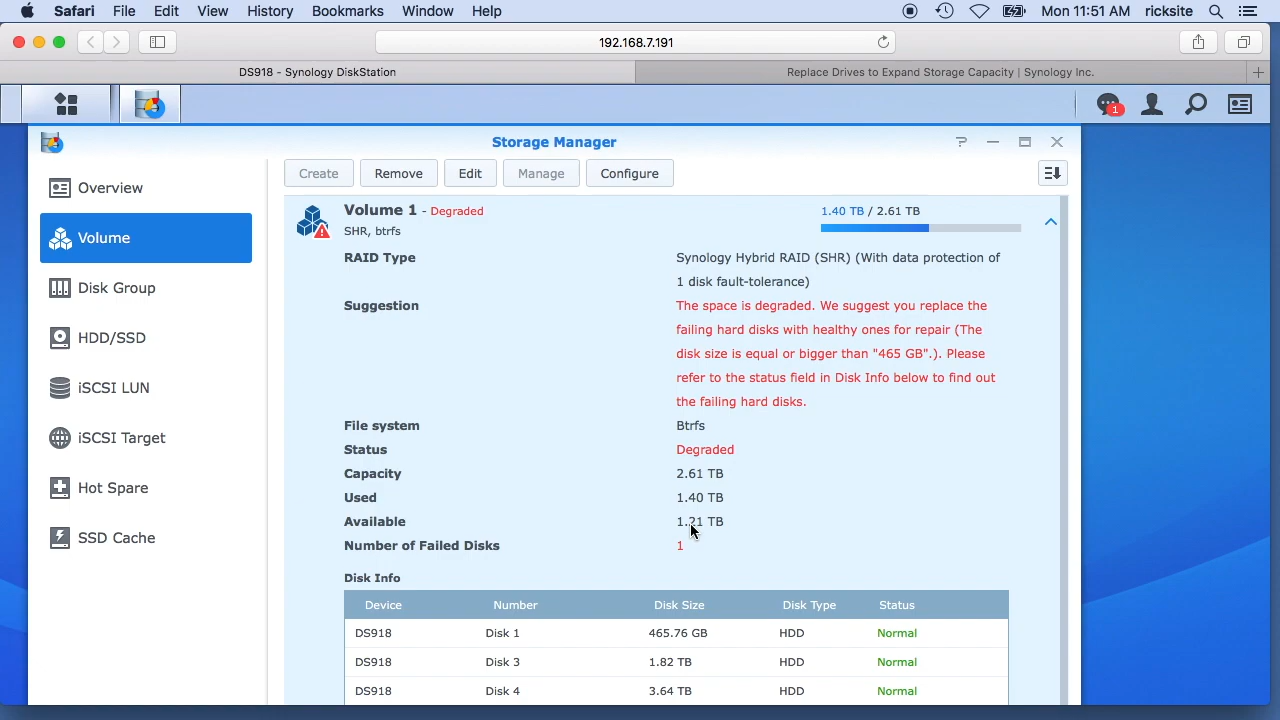 Safari File Edit View History Bookmarks Window Help Mon 11:51 AM ricksite
192.168.7.191
DS918 - Synology DiskStation Replace Drives to Expand Storage Capacity | Synology Inc.
1
Storage Manager
Overview
Volume
Disk Group
HDD/SSD
iSCSI LUN
iSCSI Target
Hot Spare
SSD Cache
Create Remove Edit Manage Configure
Volume 1 - Degraded 1.40 TB / 2.61 TB
SHR, btrfs
RAID Type Synology Hybrid RAID (SHR) (With data protection of
1 disk fault-tolerance)
Suggestion The space is degraded. We suggest you replace the
failing hard disks with healthy ones for repair (The
disk size is equal or bigger than "465 GB".). Please
refer to the status field in Disk Info below to find out
the failing hard disks.
File system Btrfs
Status Degraded
Capacity 2.61 TB
Used 1.40 TB
Available 1.21 TB
Number of Failed Disks 1
Disk Info
Device Number Disk Size Disk Type Status
DS918 Disk 1 465.76 GB HDD Normal
DS918 Disk 3 1.82 TB HDD Normal
DS918 Disk 4 3.64 TB HDD Normal